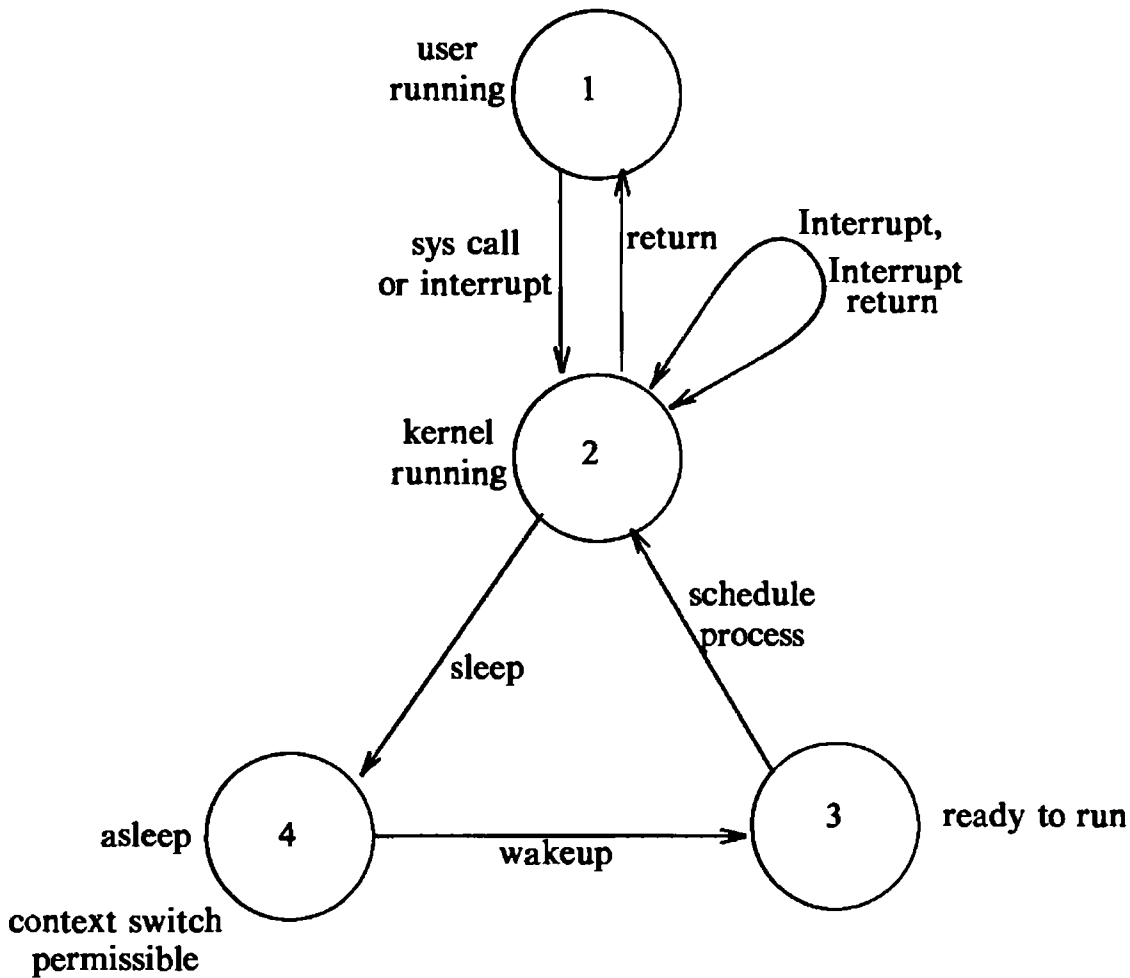 user
running
1
sys call
or interrupt
return
Interrupt,
Interrupt
return
kernel
running
2
schedule
process
sleep
asleep
4
wakeup
3
ready to run
context switch
permissible